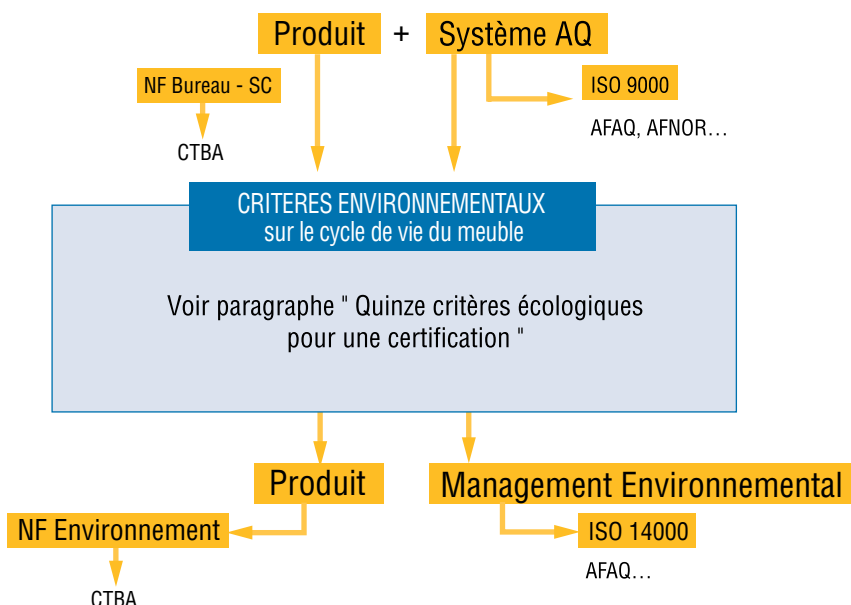 Produit + Système AQ
NF Bureau - SC
ISO 9000
AFAQ, AFNOR...
CTBA
CRITERES ENVIRONNEMENTAUX
sur le cycle de vie du meuble
Voir paragraphe " Quinze critères écologiques
pour une certification "
Produit
Management Environnemental
NF Environnement
ISO 14000
AFAQ...
CTBA